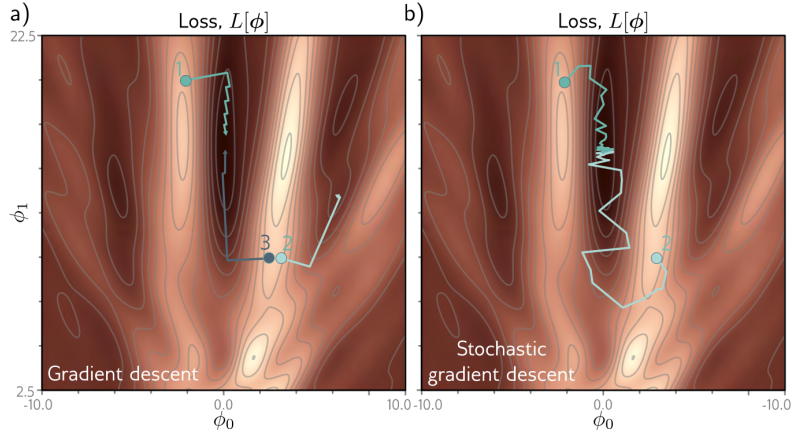 a)
Loss, L[ϕ]
22.5
ϕ₁
2.5
1
3
2
Gradient descent
-10.0
0.0
10.0
ϕ₀
b)
Loss, L[ϕ]
1
2
Stochastic
gradient descent
-10.0
0.0
-10.0
ϕ₀